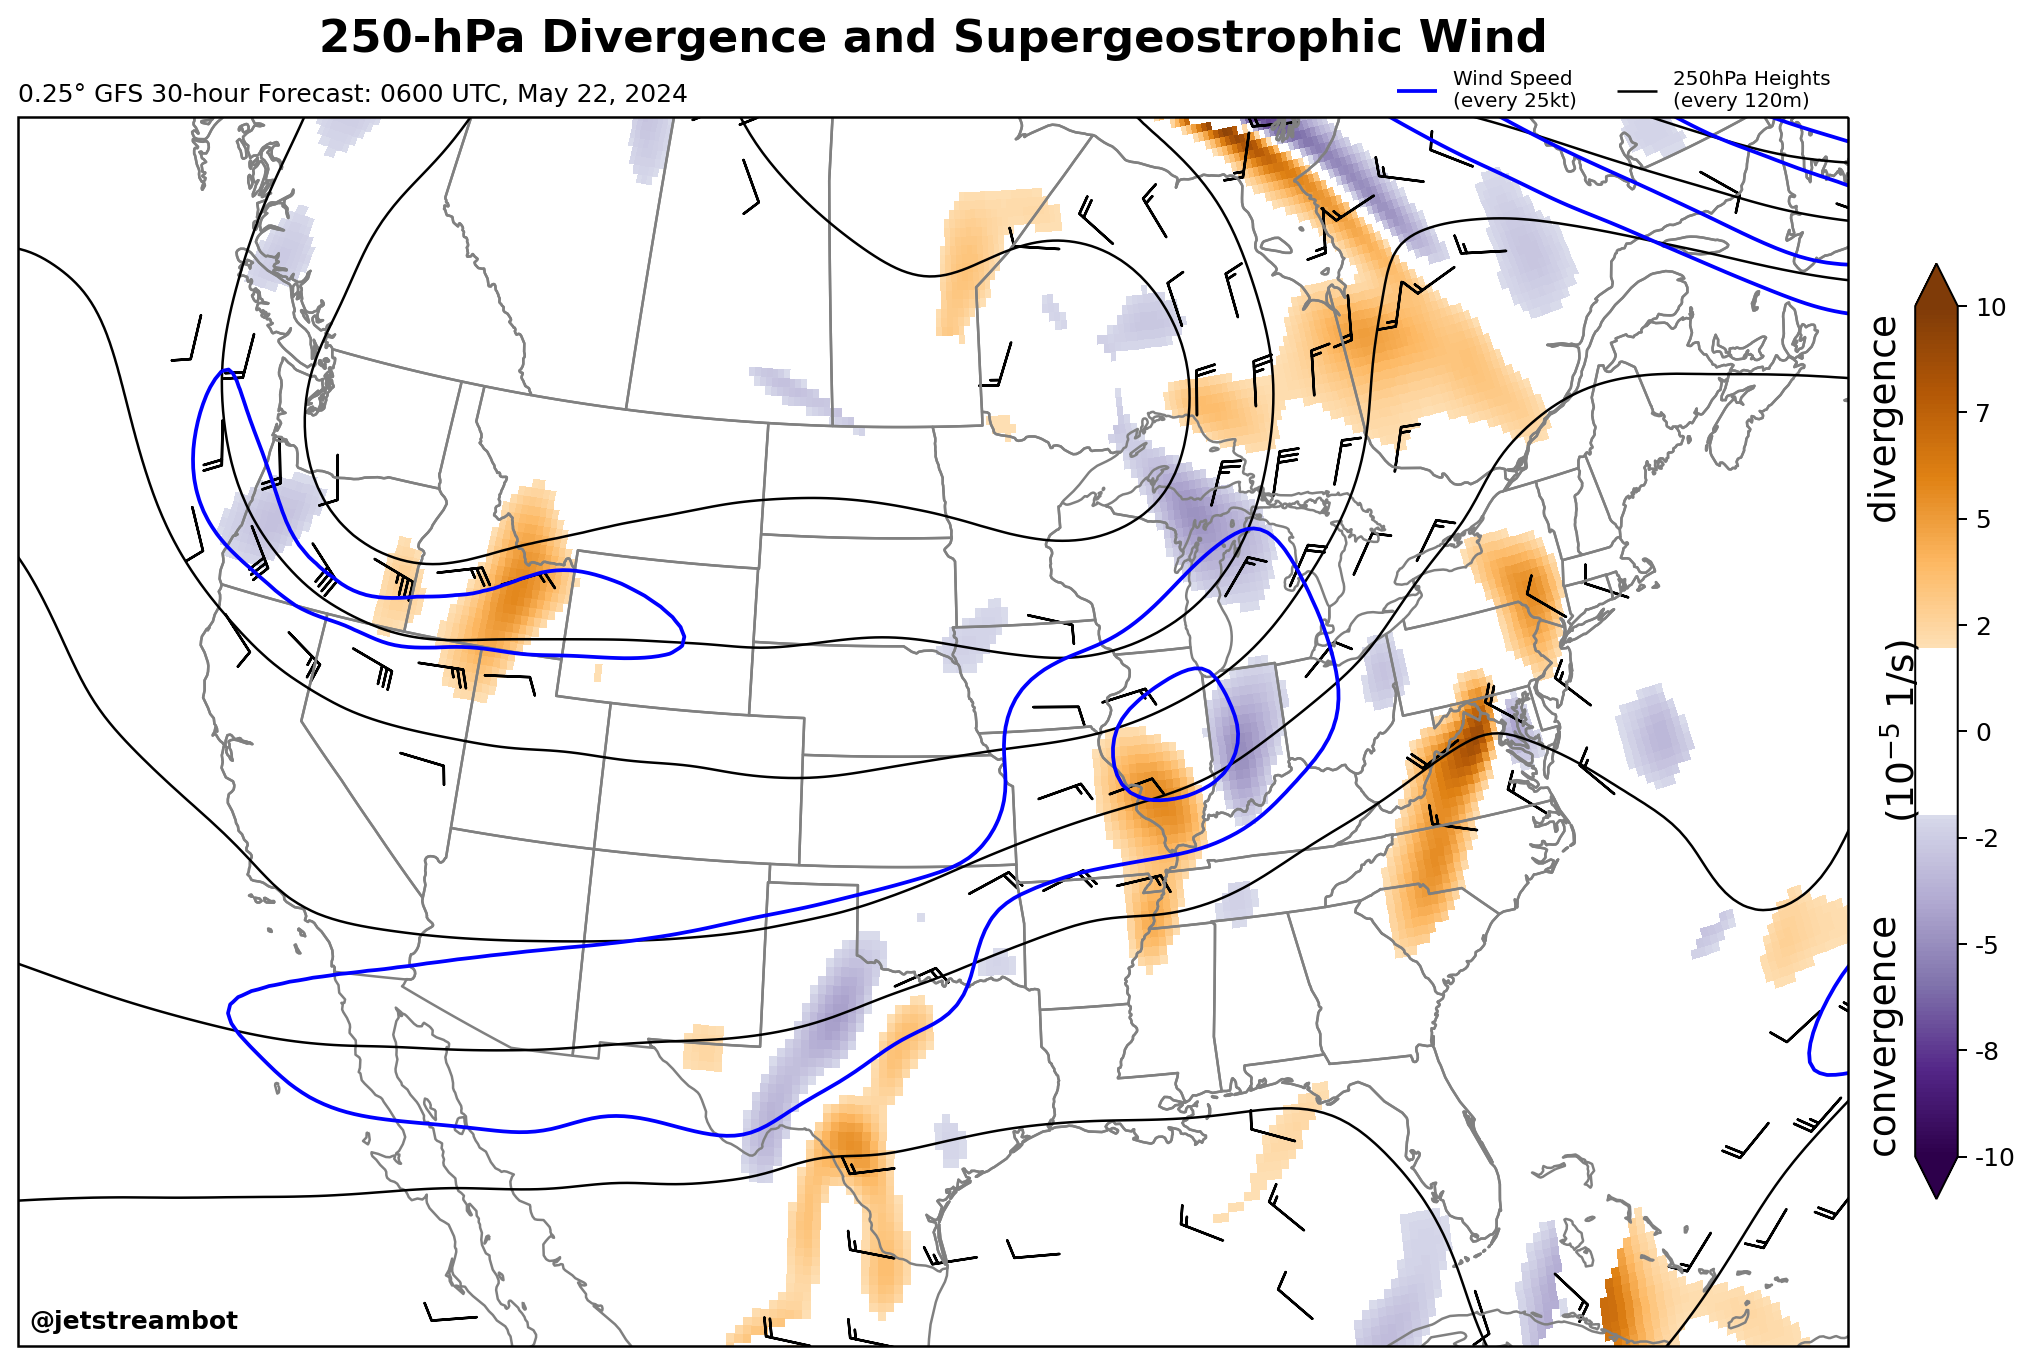 250-hPa Divergence and Supergeostrophic Wind
0.25° GFS 30-hour Forecast: 0600 UTC, May 22, 2024
Wind Speed
(every 25kt)
250hPa Heights
(every 120m)
10
7
5
2
0
-2
-5
-8
-10
convergence (10⁻⁵ 1/s) divergence
@jetstreambot